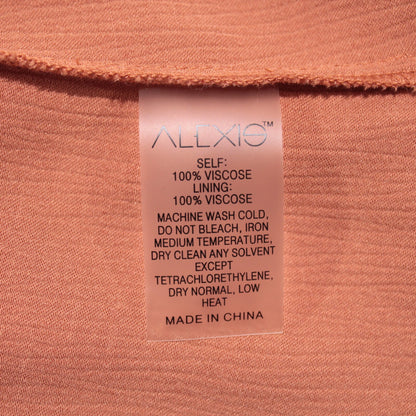 ALEXIS™
SELF:
100% VISCOSE
LINING:
100% VISCOSE
MACHINE WASH COLD,
DO NOT BLEACH, IRON
MEDIUM TEMPERATURE,
DRY CLEAN ANY SOLVENT
EXCEPT
TETRACHLORETHYLENE,
DRY NORMAL, LOW
HEAT
MADE IN CHINA